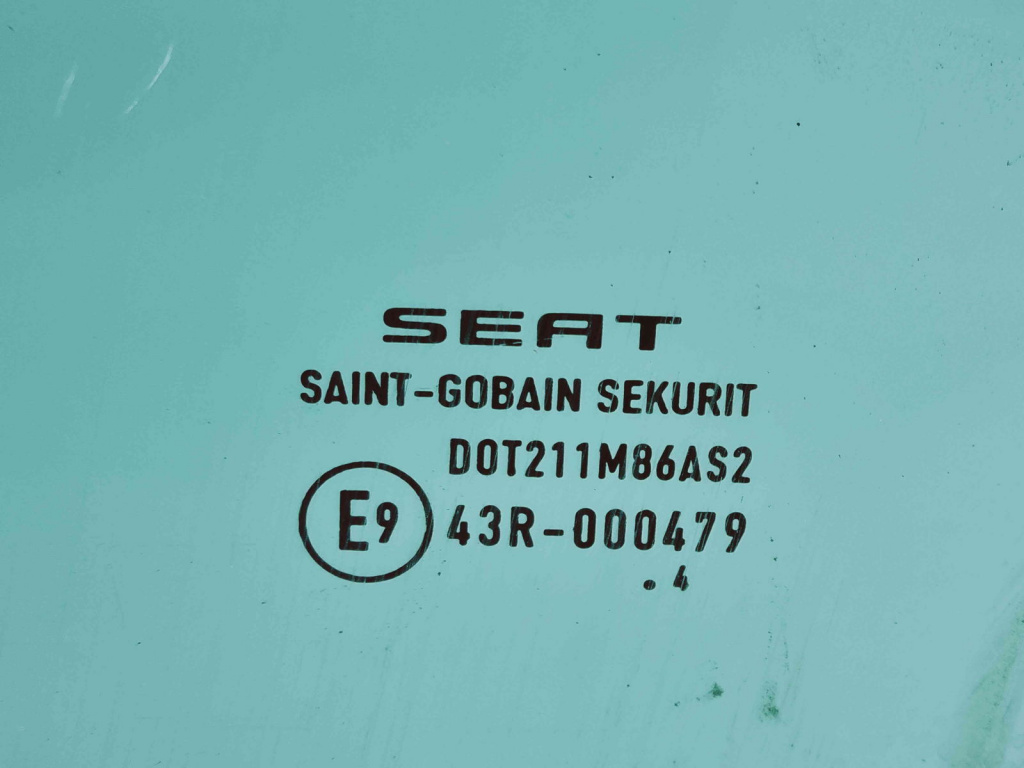 SEAT
SAINT-GOBAIN SEKURIT
DOT211M86AS2
E9 43R-000479
. 4